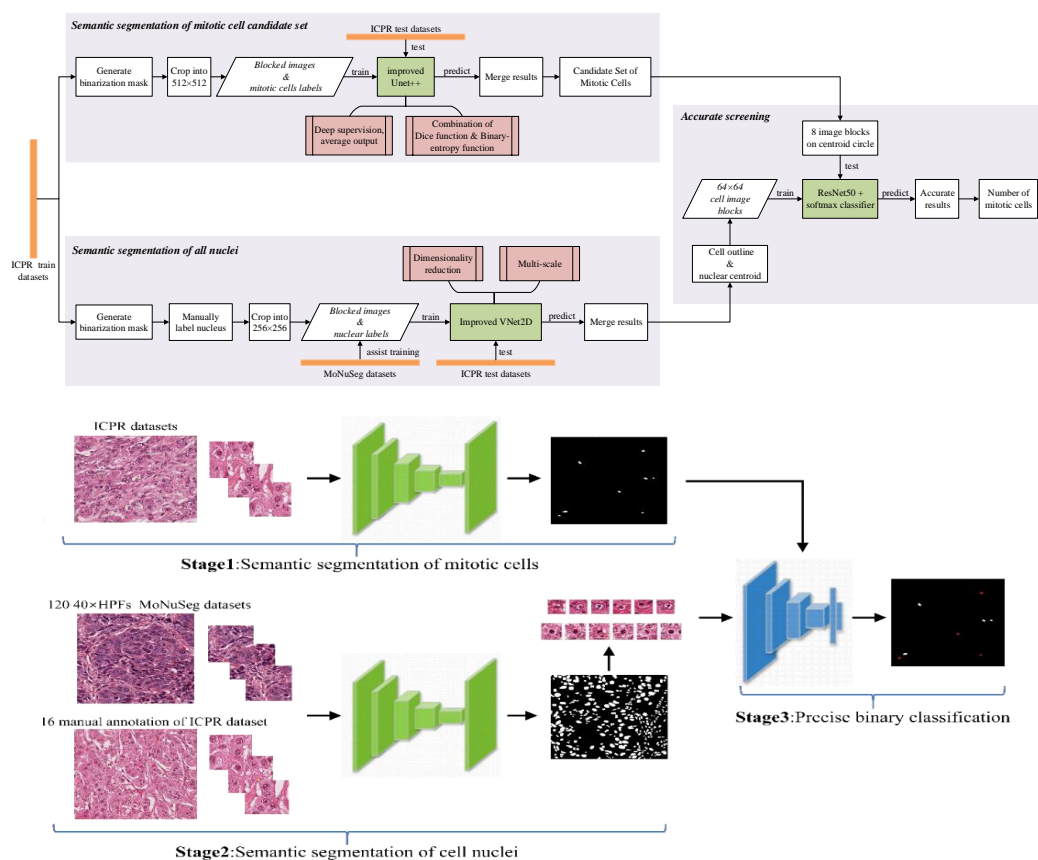 Semantic segmentation of mitotic cell candidate set
ICPR test datasets
test
Generate
binarization mask
Crop into
512×512
Blocked images
&
mitotic cells labels
train
improved
Unet++
predict
Merge results
Candidate Set of
Mitotic Cells
Deep supervision,
average output
Combination of
Dice function & Binary-
entropy function
Accurate screening
8 image blocks
on centroid circle
test
64×64
cell image
blocks
train
ResNet50 +
softmax classifier
predict
Accurate
results
Number of
mitotic cells
Cell outline
&
nuclear centroid
ICPR train
datasets
Semantic segmentation of all nuclei
Dimensionality
reduction
Multi-scale
Generate
binarization mask
Manually
label nucleus
Crop into
256×256
Blocked images
&
nuclear labels
train
Improved VNet2D
predict
Merge results
assist training
test
MoNuSeg datasets
ICPR test datasets
ICPR datasets
Stage1:Semantic segmentation of mitotic cells
120 40×HPFs MoNuSeg datasets
16 manual annotation of ICPR dataset
Stage3:Precise binary classification
Stage2:Semantic segmentation of cell nuclei